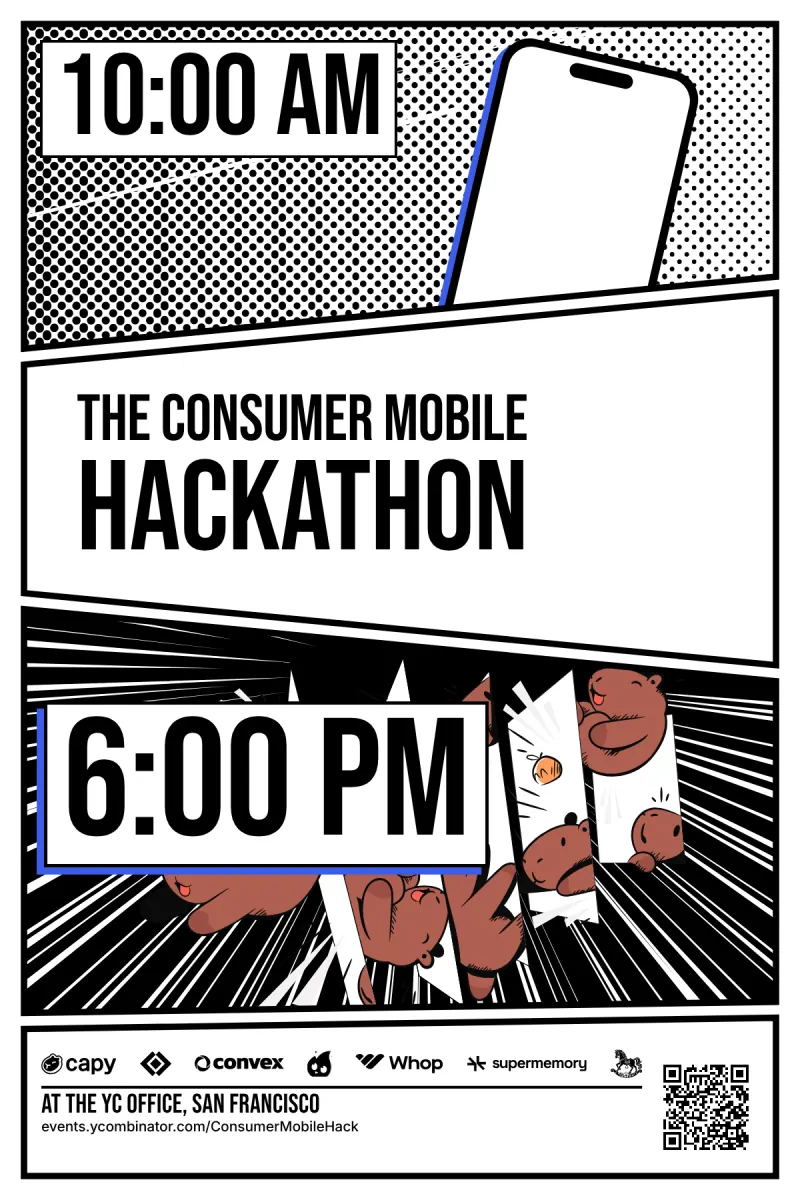 10:00 AM
THE CONSUMER MOBILE
HACKATHON
6:00 PM
capy convex Whop supermemory
AT THE YC OFFICE, SAN FRANCISCO
events.ycombinator.com/ConsumerMobileHack